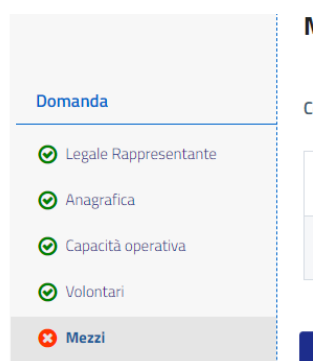 Domanda
Legale Rappresentante
Anagrafica
Capacità operativa
Volontari
Mezzi